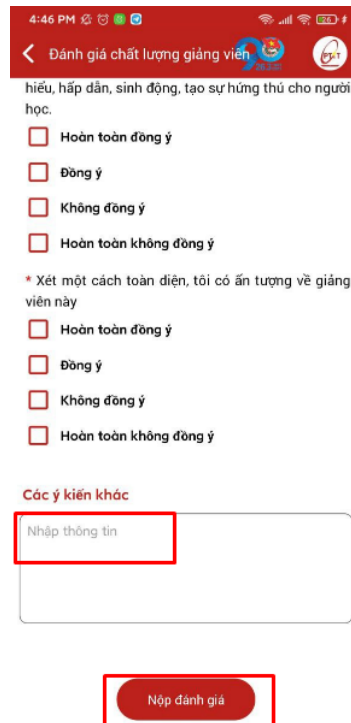 4:46 PM
Đánh giá chất lượng giảng viên
hiểu, hấp dẫn, sinh động, tạo sự hứng thú cho người
học.
Hoàn toàn đồng ý
Đồng ý
Không đồng ý
Hoàn toàn không đồng ý
* Xét một cách toàn diện, tôi có ấn tượng về giảng
viên này
Hoàn toàn đồng ý
Đồng ý
Không đồng ý
Hoàn toàn không đồng ý
Các ý kiến khác
Nhập thông tin
Nộp đánh giá